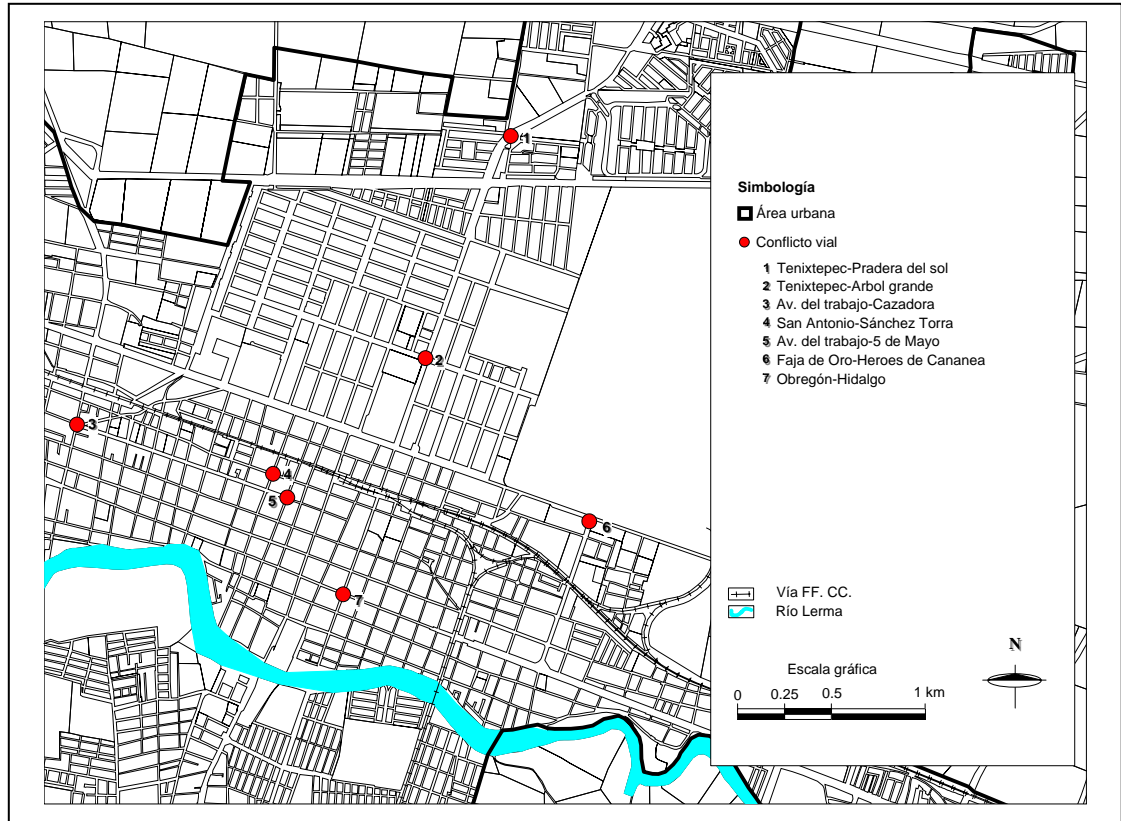 1
2
3
4
5
6
7
Simbología
Área urbana
Conflicto vial
1 Tenixtepec-Pradera del sol
2 Tenixtepec-Arbol grande
3 Av. del trabajo-Cazadora
4 San Antonio-Sánchez Torra
5 Av. del trabajo-5 de Mayo
6 Faja de Oro-Heroes de Cananea
7 Obregón-Hidalgo
Vía FF. CC.
Río Lerma
N
Escala gráfica
0 0.25 0.5 1 km